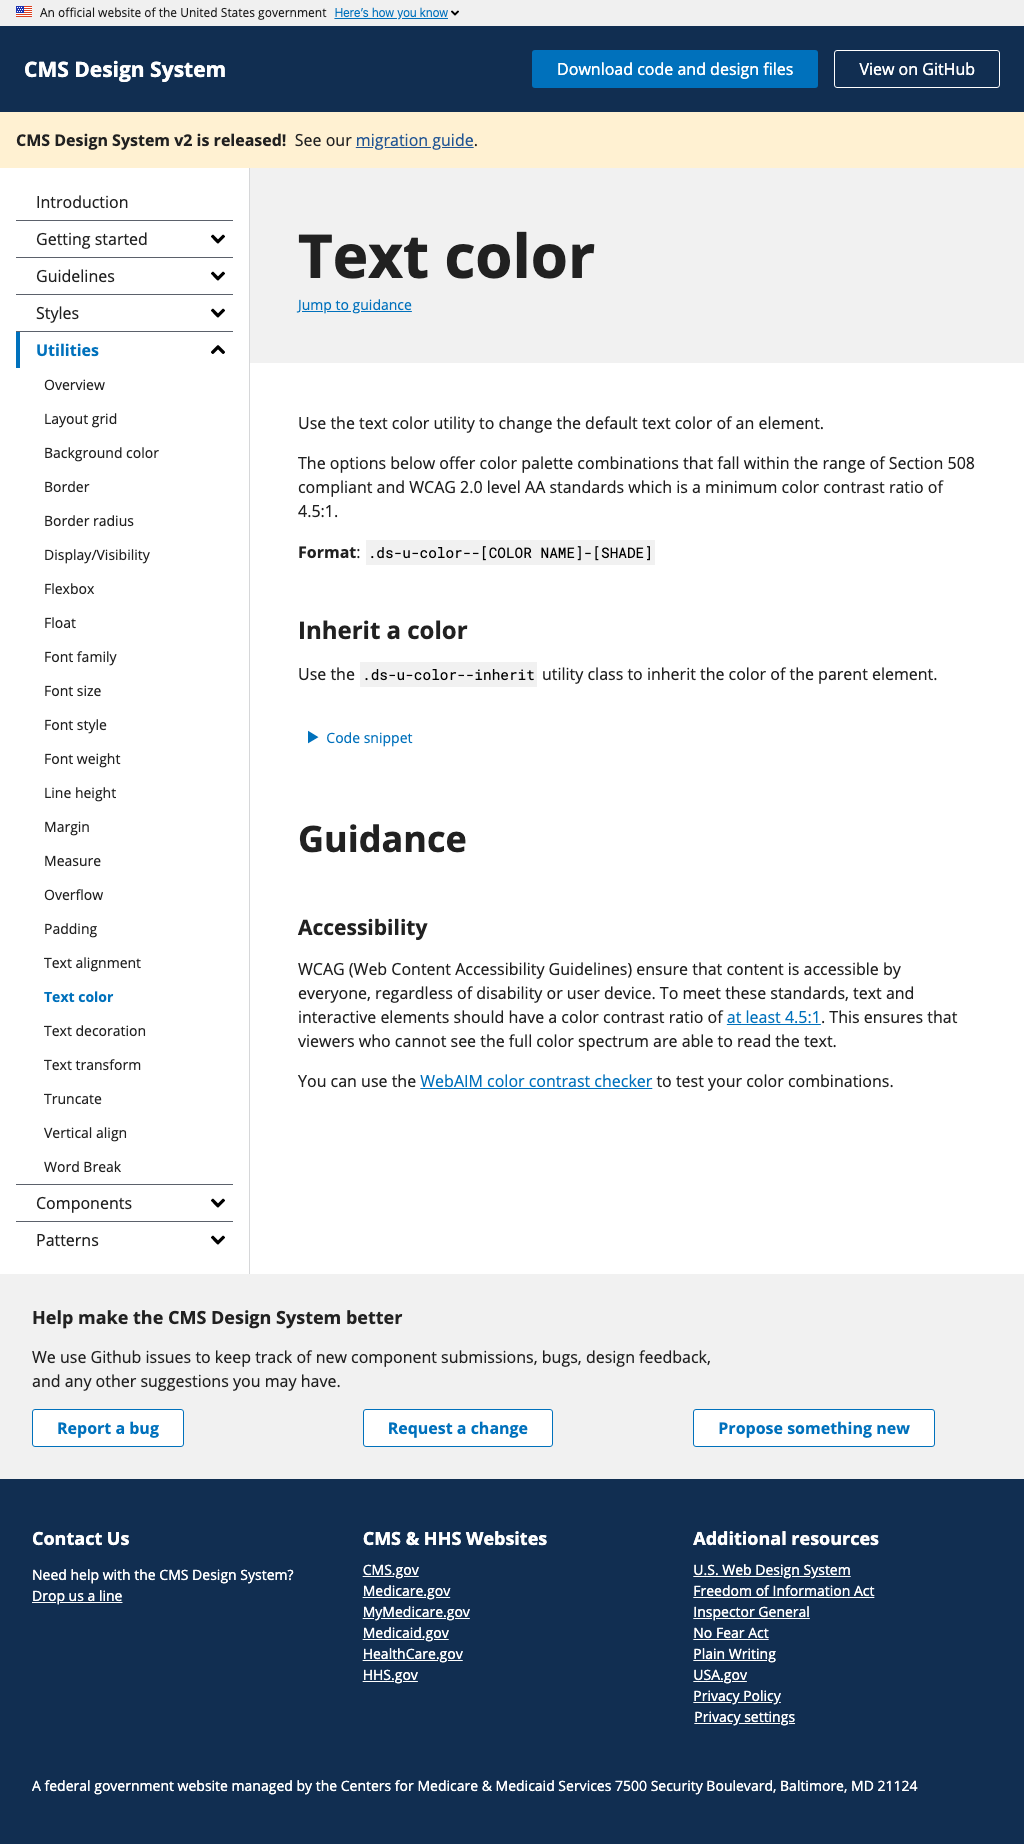 An official website of the United States government Here's how you know
CMS Design System
Download code and design files
View on GitHub
CMS Design System v2 is released! See our migration guide.
Introduction
Getting started
Guidelines
Styles
Utilities
Overview
Layout grid
Background color
Border
Border radius
Display/Visibility
Flexbox
Float
Font family
Font size
Font style
Font weight
Line height
Margin
Measure
Overflow
Padding
Text alignment
Text color
Text decoration
Text transform
Truncate
Vertical align
Word Break
Components
Patterns
Text color
Jump to guidance
Use the text color utility to change the default text color of an element.
The options below offer color palette combinations that fall within the range of Section 508
compliant and WCAG 2.0 level AA standards which is a minimum color contrast ratio of
4.5:1.
Format: .ds-u-color--[COLOR NAME]-[SHADE]
Inherit a color
Use the .ds-u-color--inherit utility class to inherit the color of the parent element.
Code snippet
Guidance
Accessibility
WCAG (Web Content Accessibility Guidelines) ensure that content is accessible by
everyone, regardless of disability or user device. To meet these standards, text and
interactive elements should have a color contrast ratio of at least 4.5:1. This ensures that
viewers who cannot see the full color spectrum are able to read the text.
You can use the WebAIM color contrast checker to test your color combinations.
Help make the CMS Design System better
We use Github issues to keep track of new component submissions, bugs, design feedback,
and any other suggestions you may have.
Report a bug
Request a change
Propose something new
Contact Us
Need help with the CMS Design System?
Drop us a line
CMS & HHS Websites
CMS.gov
Medicare.gov
MyMedicare.gov
Medicaid.gov
HealthCare.gov
HHS.gov
Additional resources
U.S. Web Design System
Freedom of Information Act
Inspector General
No Fear Act
Plain Writing
USA.gov
Privacy Policy
Privacy settings
A federal government website managed by the Centers for Medicare & Medicaid Services 7500 Security Boulevard, Baltimore, MD 21124